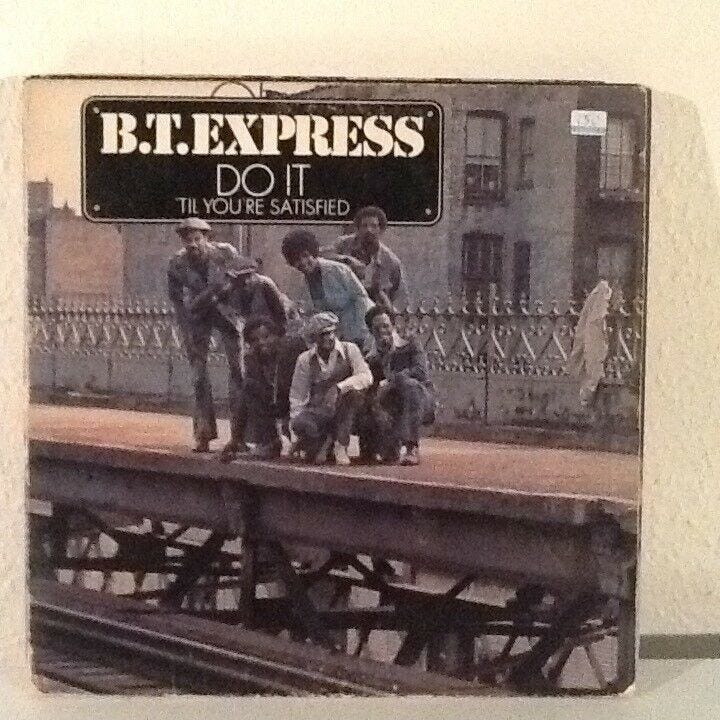 B.T.EXPRESS
DO IT
'TIL YOU'RE SATISFIED